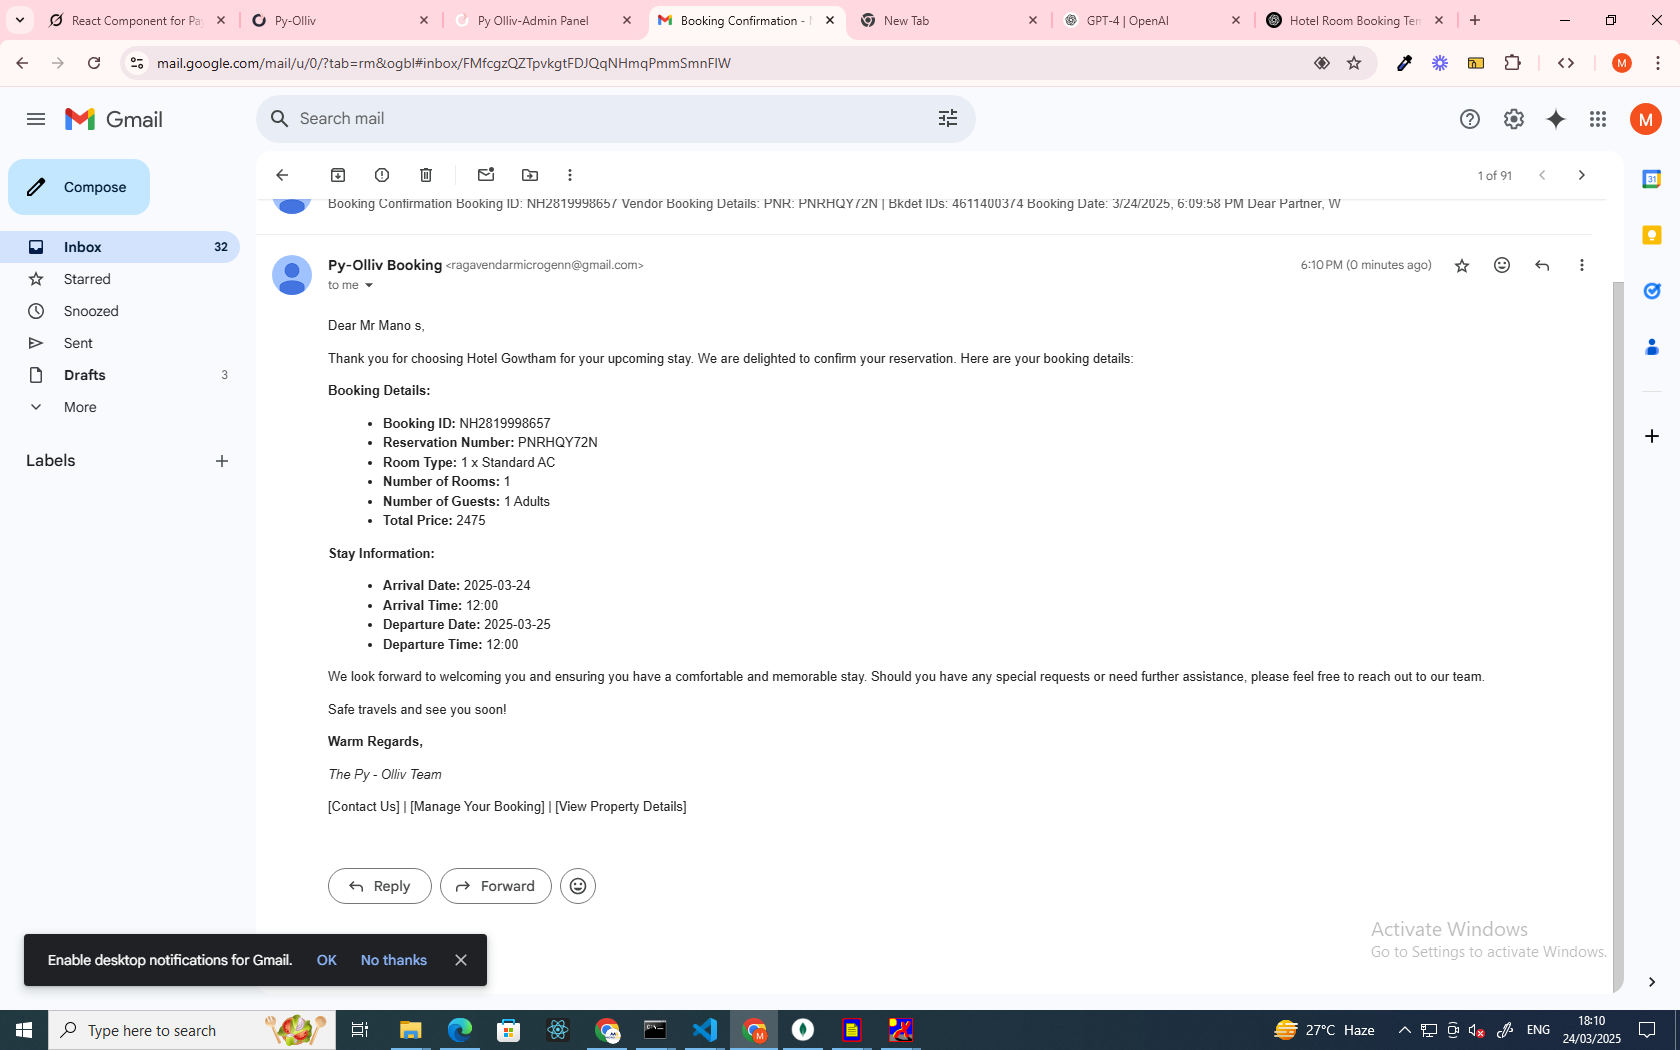 React Component for Pa
Py-Olliv
Py Olliv-Admin Panel
Booking Confirmation -
New Tab
GPT-4 | OpenAI
Hotel Room Booking Tem
mail.google.com/mail/u/0/?tab=rm&ogbl#inbox/FMfcgzQZTpvkgtFDJQqNHmqPmmSmnFlW
M
Gmail
Search mail
M
Compose
1 of 91
31
Booking Confirmation Booking ID: NH2819998657 Vendor Booking Details: PNR: PNRHQY72N | Bkdet IDs: 4611400374 Booking Date: 3/24/2025, 6:09:58 PM Dear Partner, W
Inbox 32
Starred
Snoozed
Sent
Drafts 3
More
Labels
Py-Olliv Booking <ragavendarmicrogenn@gmail.com>
6:10 PM (0 minutes ago)
to me
Dear Mr Mano s,
Thank you for choosing Hotel Gowtham for your upcoming stay. We are delighted to confirm your reservation. Here are your booking details:
Booking Details:
• Booking ID: NH2819998657
• Reservation Number: PNRHQY72N
• Room Type: 1 x Standard AC
• Number of Rooms: 1
• Number of Guests: 1 Adults
• Total Price: 2475
Stay Information:
• Arrival Date: 2025-03-24
• Arrival Time: 12:00
• Departure Date: 2025-03-25
• Departure Time: 12:00
We look forward to welcoming you and ensuring you have a comfortable and memorable stay. Should you have any special requests or need further assistance, please feel free to reach out to our team.
Safe travels and see you soon!
Warm Regards,
The Py - Olliv Team
[Contact Us] | [Manage Your Booking] | [View Property Details]
Reply
Forward
Activate Windows
Go to Settings to activate Windows.
Enable desktop notifications for Gmail. OK No thanks
Type here to search
27°C Haze
ENG
18:10
24/03/2025